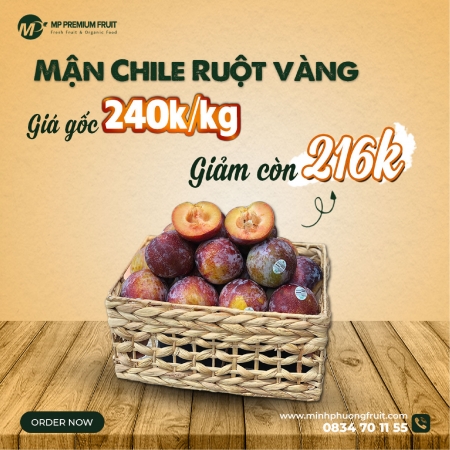 MP
MP PREMIUM FRUIT
Fresh Fruit & Organic Food
MẬN CHILE RUỘT VÀNG
Giá gốc 240k/kg
Giảm còn 216k
ORDER NOW
www.minhphuongfruit.com
0834 70 11 55